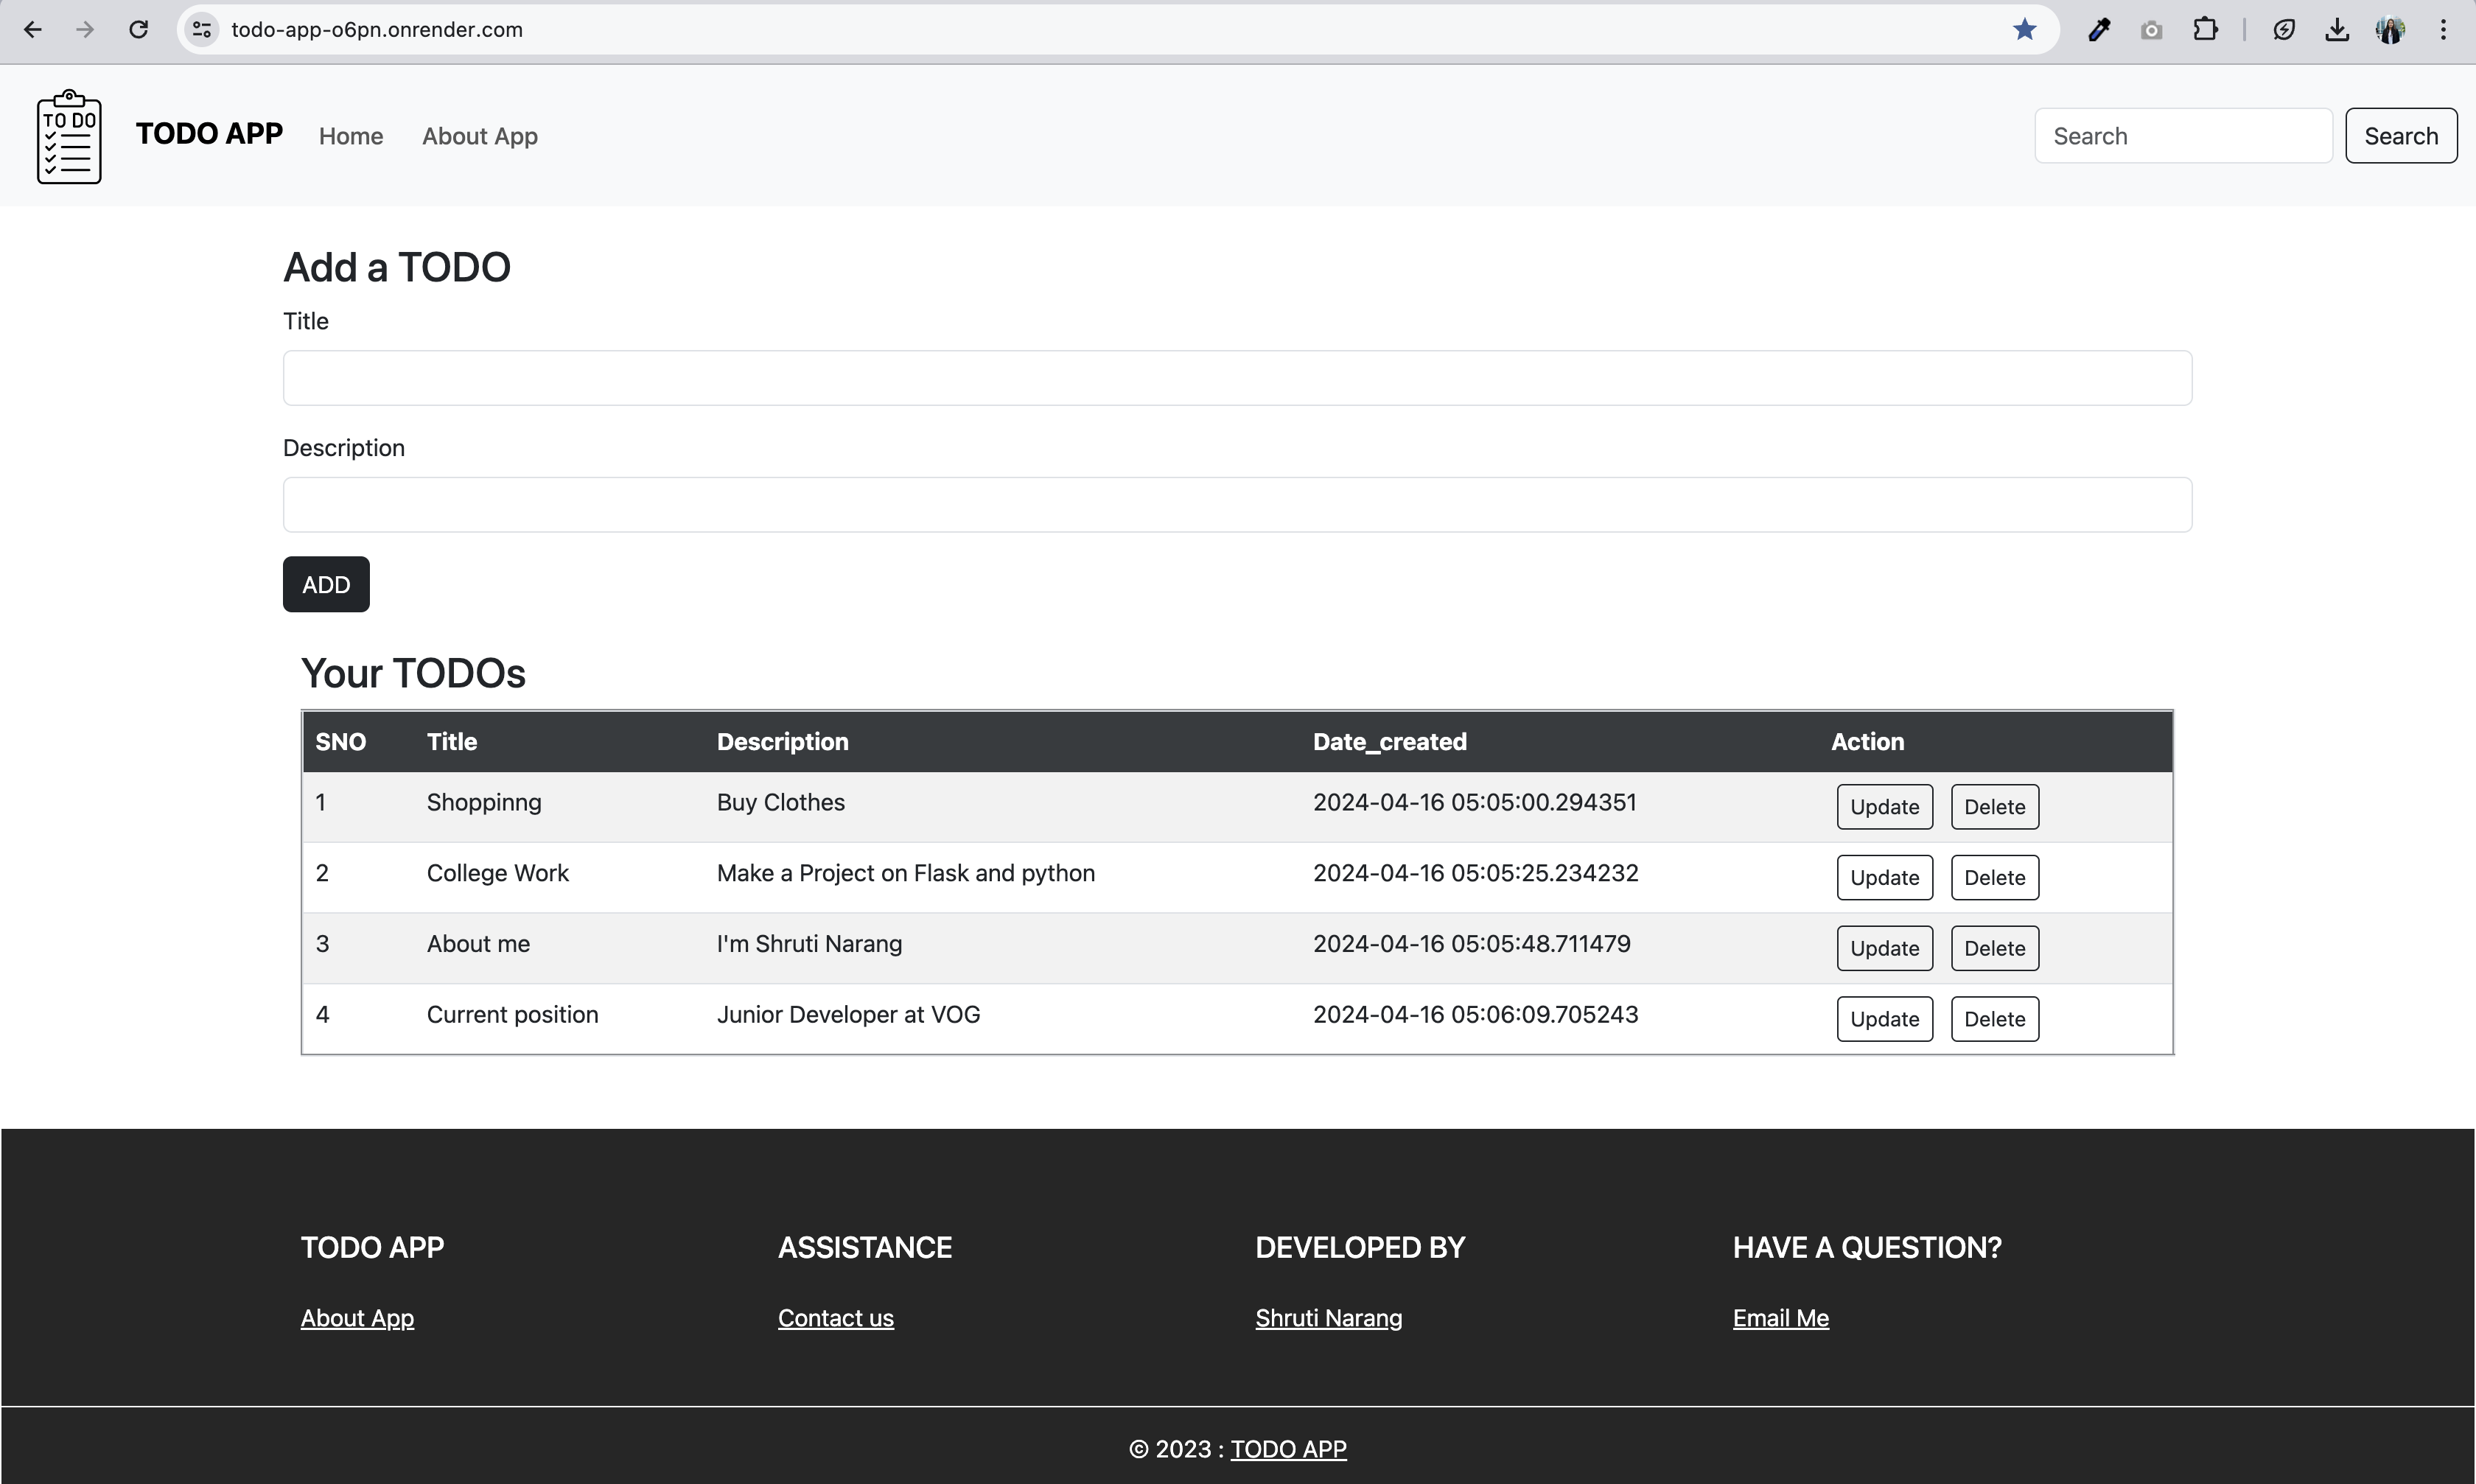 todo-app-o6pn.onrender.com
TO DO
TODO APP Home About App Search Search
Add a TODO
Title
Description
ADD
Your TODOs
SNO Title Description Date_created Action
1 Shoppinng Buy Clothes 2024-04-16 05:05:00.294351 Update Delete
2 College Work Make a Project on Flask and python 2024-04-16 05:05:25.234232 Update Delete
3 About me I'm Shruti Narang 2024-04-16 05:05:48.711479 Update Delete
4 Current position Junior Developer at VOG 2024-04-16 05:06:09.705243 Update Delete
TODO APP ASSISTANCE DEVELOPED BY HAVE A QUESTION?
About App Contact us Shruti Narang Email Me
© 2023 : TODO APP